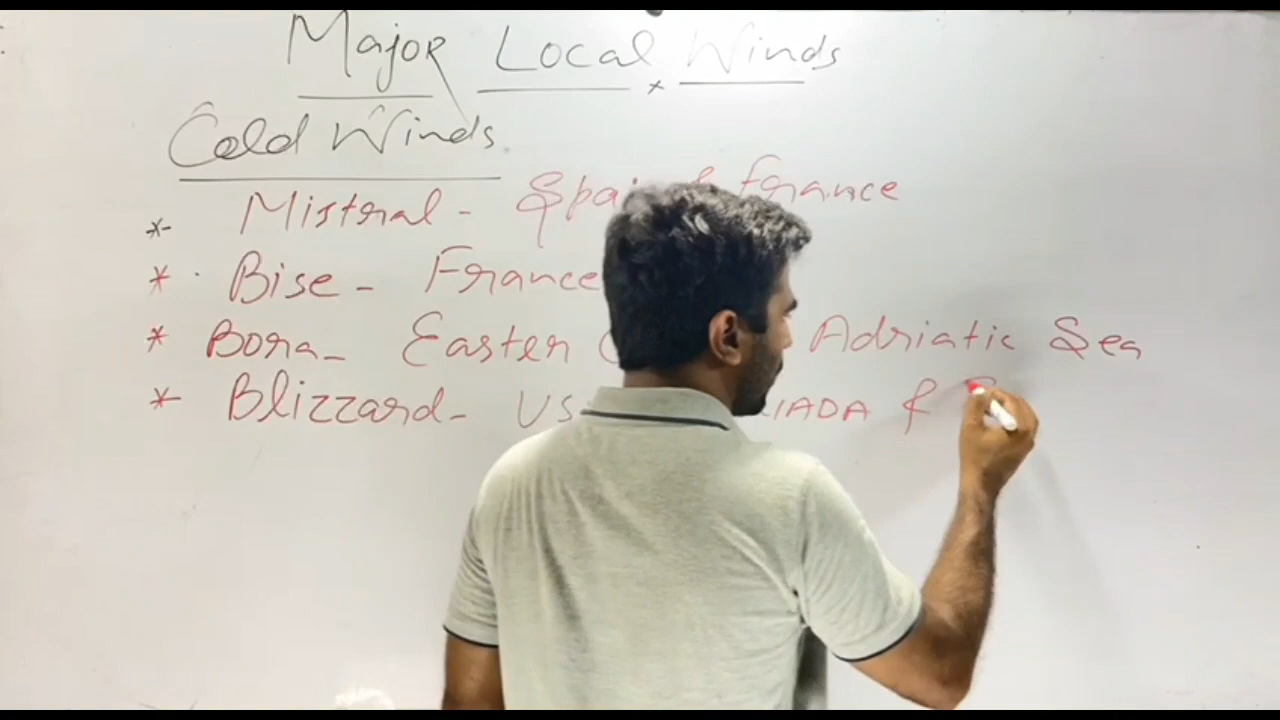 Major Local Winds
Cold Winds
*- Mistral - Spain & France
* Bise - France
* Bora - Easter Adriatic Sea
* Blizzard - US &